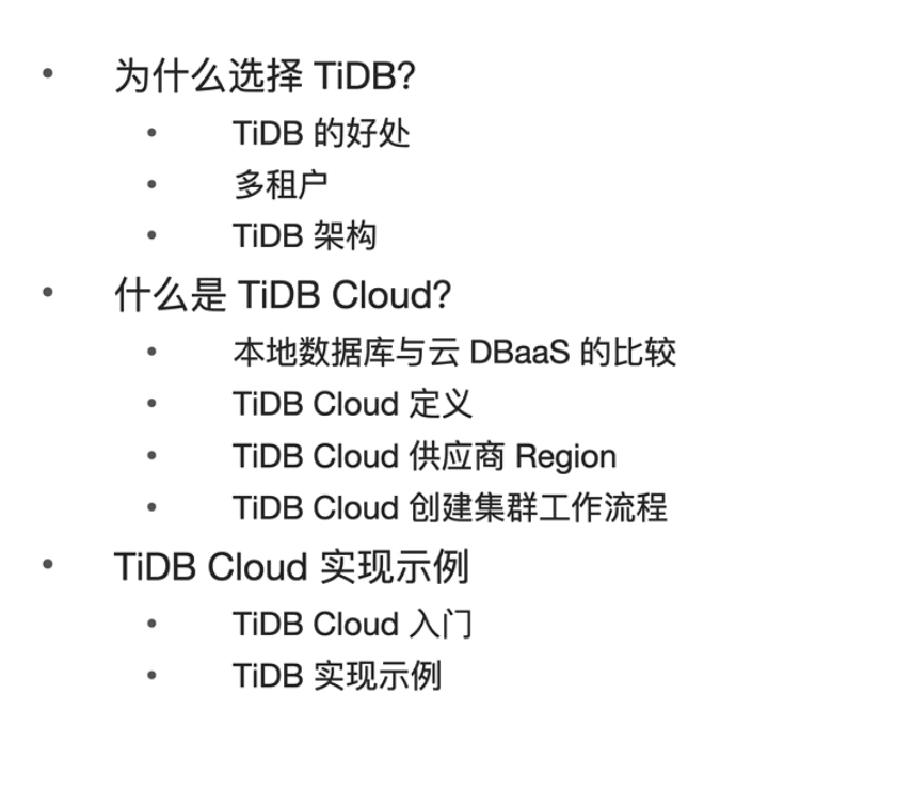 • 为什么选择 TiDB?
• TiDB 的好处
• 多租户
• TiDB 架构
• 什么是 TiDB Cloud?
• 本地数据库与云 DBaaS 的比较
• TiDB Cloud 定义
• TiDB Cloud 供应商 Region
• TiDB Cloud 创建集群工作流程
• TiDB Cloud 实现示例
• TiDB Cloud 入门
• TiDB 实现示例